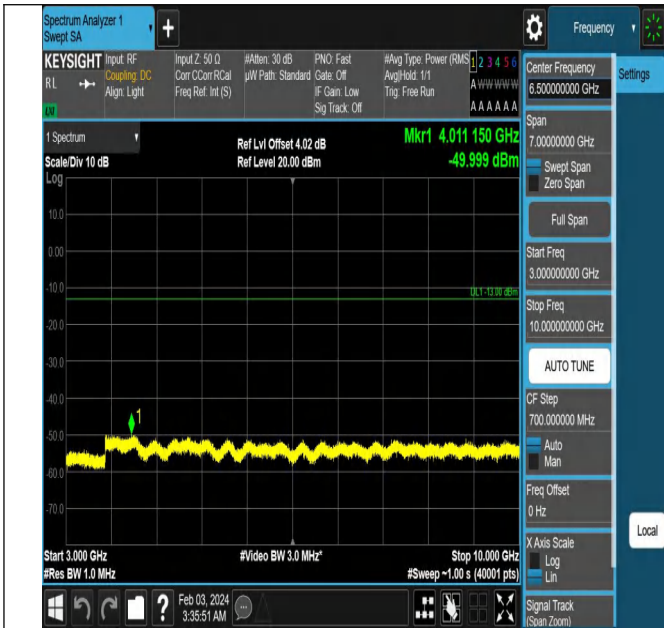 Spectrum Analyzer 1
Swept SA
Frequency
KEYSIGHT
RL
LXI
Input: RF
Coupling: DC
Align: Light
Input Z: 50 Ω
Corr CCorr RCal
Freq Ref: Int (S)
#Atten: 30 dB
µW Path: Standard
PNO: Fast
Gate: Off
IF Gain: Low
Sig Track: Off
#Avg Type: Power (RMS
Avg|Hold: 1/1
Trig: Free Run
1 2 3 4 5 6
A W W W W W
A A A A A A
1 Spectrum
Scale/Div 10 dB
Log
Ref Lvl Offset 4.02 dB
Ref Level 20.00 dBm
Mkr1 4.011 150 GHz
-49.999 dBm
10.0
0.00
-10.0
DL1 -13.00 dBm
-20.0
-30.0
-40.0
1
-50.0
-60.0
-70.0
Start 3.000 GHz
#Res BW 1.0 MHz
#Video BW 3.0 MHz*
Stop 10.000 GHz
#Sweep ~1.00 s (40001 pts)
?
Feb 03, 2024
3:35:51 AM
Center Frequency
6.500000000 GHz
Settings
Span
7.00000000 GHz
Swept Span
Zero Span
Full Span
Start Freq
3.000000000 GHz
Stop Freq
10.000000000 GHz
AUTO TUNE
CF Step
700.000000 MHz
Auto
Man
Freq Offset
0 Hz
Local
X Axis Scale
Log
Lin
Signal Track
(Span Zoom)